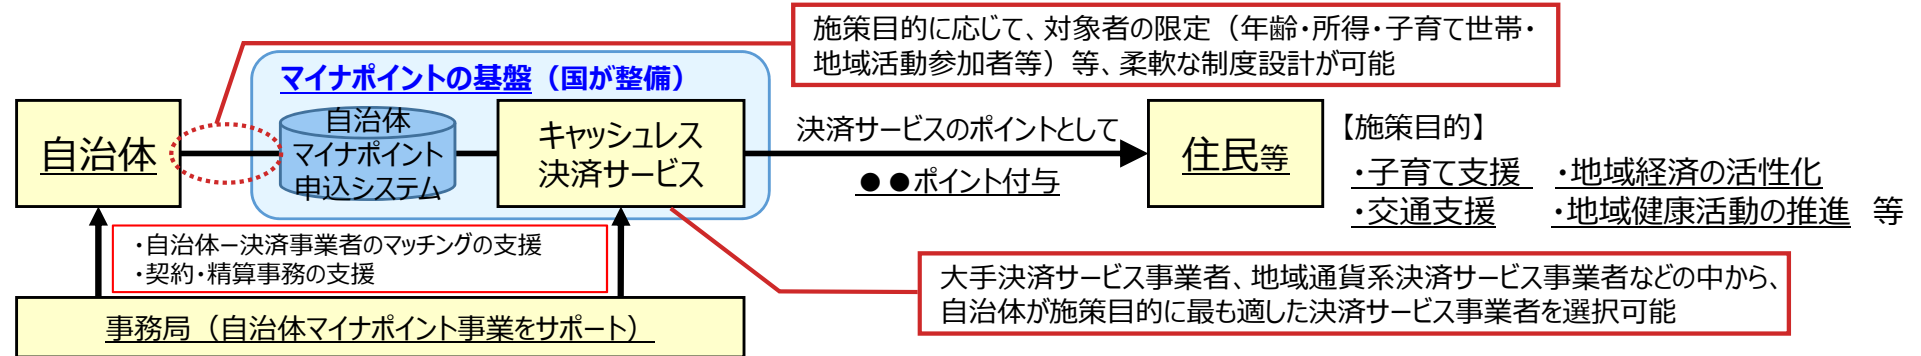 施策目的に応じて、対象者の限定（年齢・所得・子育て世帯・
地域活動参加者等）等、柔軟な制度設計が可能
マイナポイントの基盤（国が整備）
自治体
自治体
マイナポイント
申込システム
キャッシュレス
決済サービス
決済サービスのポイントとして
●●ポイント付与
住民等
【施策目的】
・子育て支援　・地域経済の活性化
・交通支援　・地域健康活動の推進　等
・自治体－決済事業者のマッチングの支援
・契約・精算事務の支援
大手決済サービス事業者、地域通貨系決済サービス事業者などの中から、
自治体が施策目的に最も適した決済サービス事業者を選択可能
事務局（自治体マイナポイント事業をサポート）